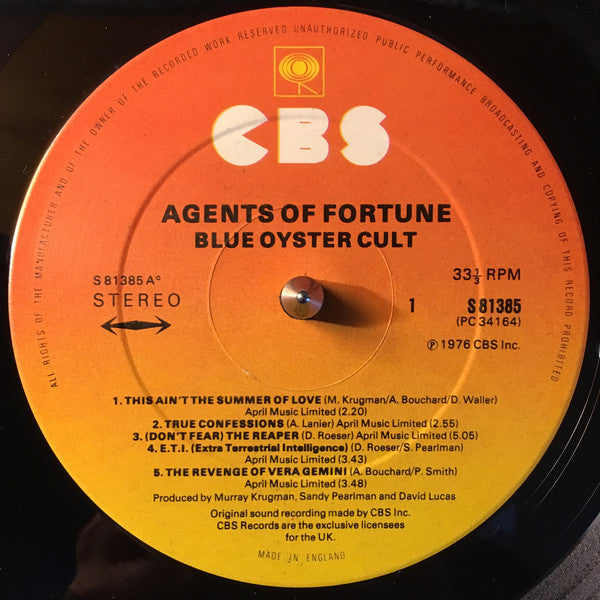 ALL RIGHTS OF THE MANUFACTURER AND OF THE OWNER OF THE RECORDED WORK RESERVED UNAUTHORIZED PUBLIC PERFORMANCE BROADCASTING AND COPYING OF THIS RECORD PROHIBITED
CBS
AGENTS OF FORTUNE
BLUE OYSTER CULT
S 81385 A°
STEREO
33⅓ RPM
1 S 81385
(PC 34164)
℗ 1976 CBS Inc.
1. THIS AIN'T THE SUMMER OF LOVE (M. Krugman/A. Bouchard/D. Waller)
April Music Limited (2.20)
2. TRUE CONFESSIONS (A. Lanier) April Music Limited (2.55)
3. (DON'T FEAR) THE REAPER (D. Roeser) April Music Limited (5.05)
4. E.T.I. (Extra Terrestrial Intelligence) (D. Roeser/S. Pearlman)
April Music Limited (3.43)
5. THE REVENGE OF VERA GEMINI (A. Bouchard/P. Smith)
April Music Limited (3.48)
Produced by Murray Krugman, Sandy Pearlman and David Lucas
Original sound recording made by CBS Inc.
CBS Records are the exclusive licensees
for the UK.
MADE IN ENGLAND